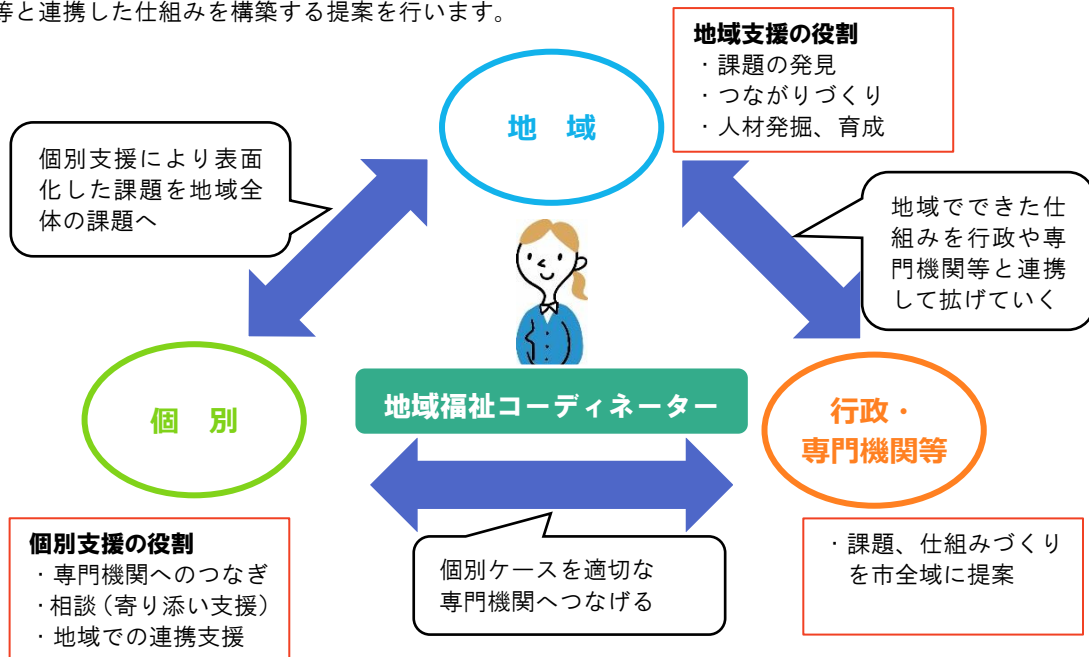 等と連携した仕組みを構築する提案を行います。
地域支援の役割
・課題の発見
・つながりづくり
・人材発掘、育成
地　域
個別支援により表面
化した課題を地域全
体の課題へ
地域でできた仕
組みを行政や専
門機関等と連携
して拡げていく
個　別
地域福祉コーディネーター
行政・
専門機関等
個別支援の役割
・専門機関へのつなぎ
・相談（寄り添い支援）
・地域での連携支援
個別ケースを適切な
専門機関へつなげる
・課題、仕組みづくり
を市全域に提案